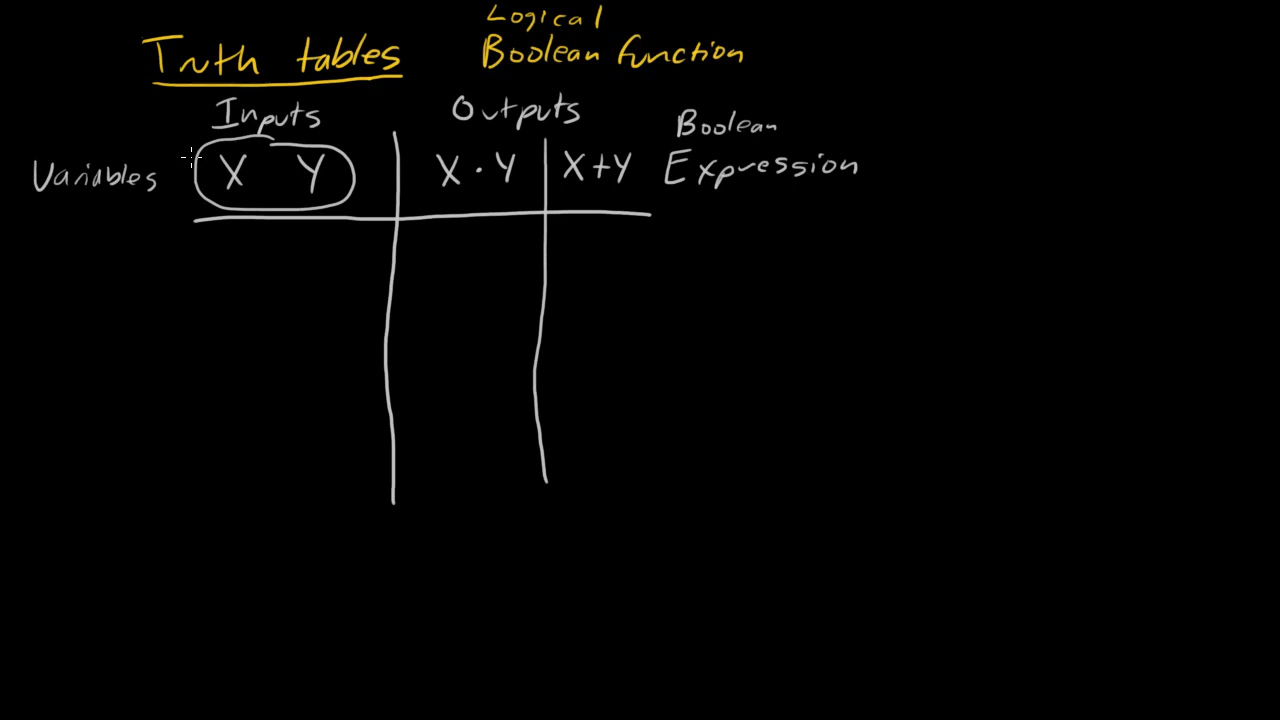 Logical
Truth tables Boolean function
Inputs Outputs Boolean
Variables X Y X · Y X+Y Expression